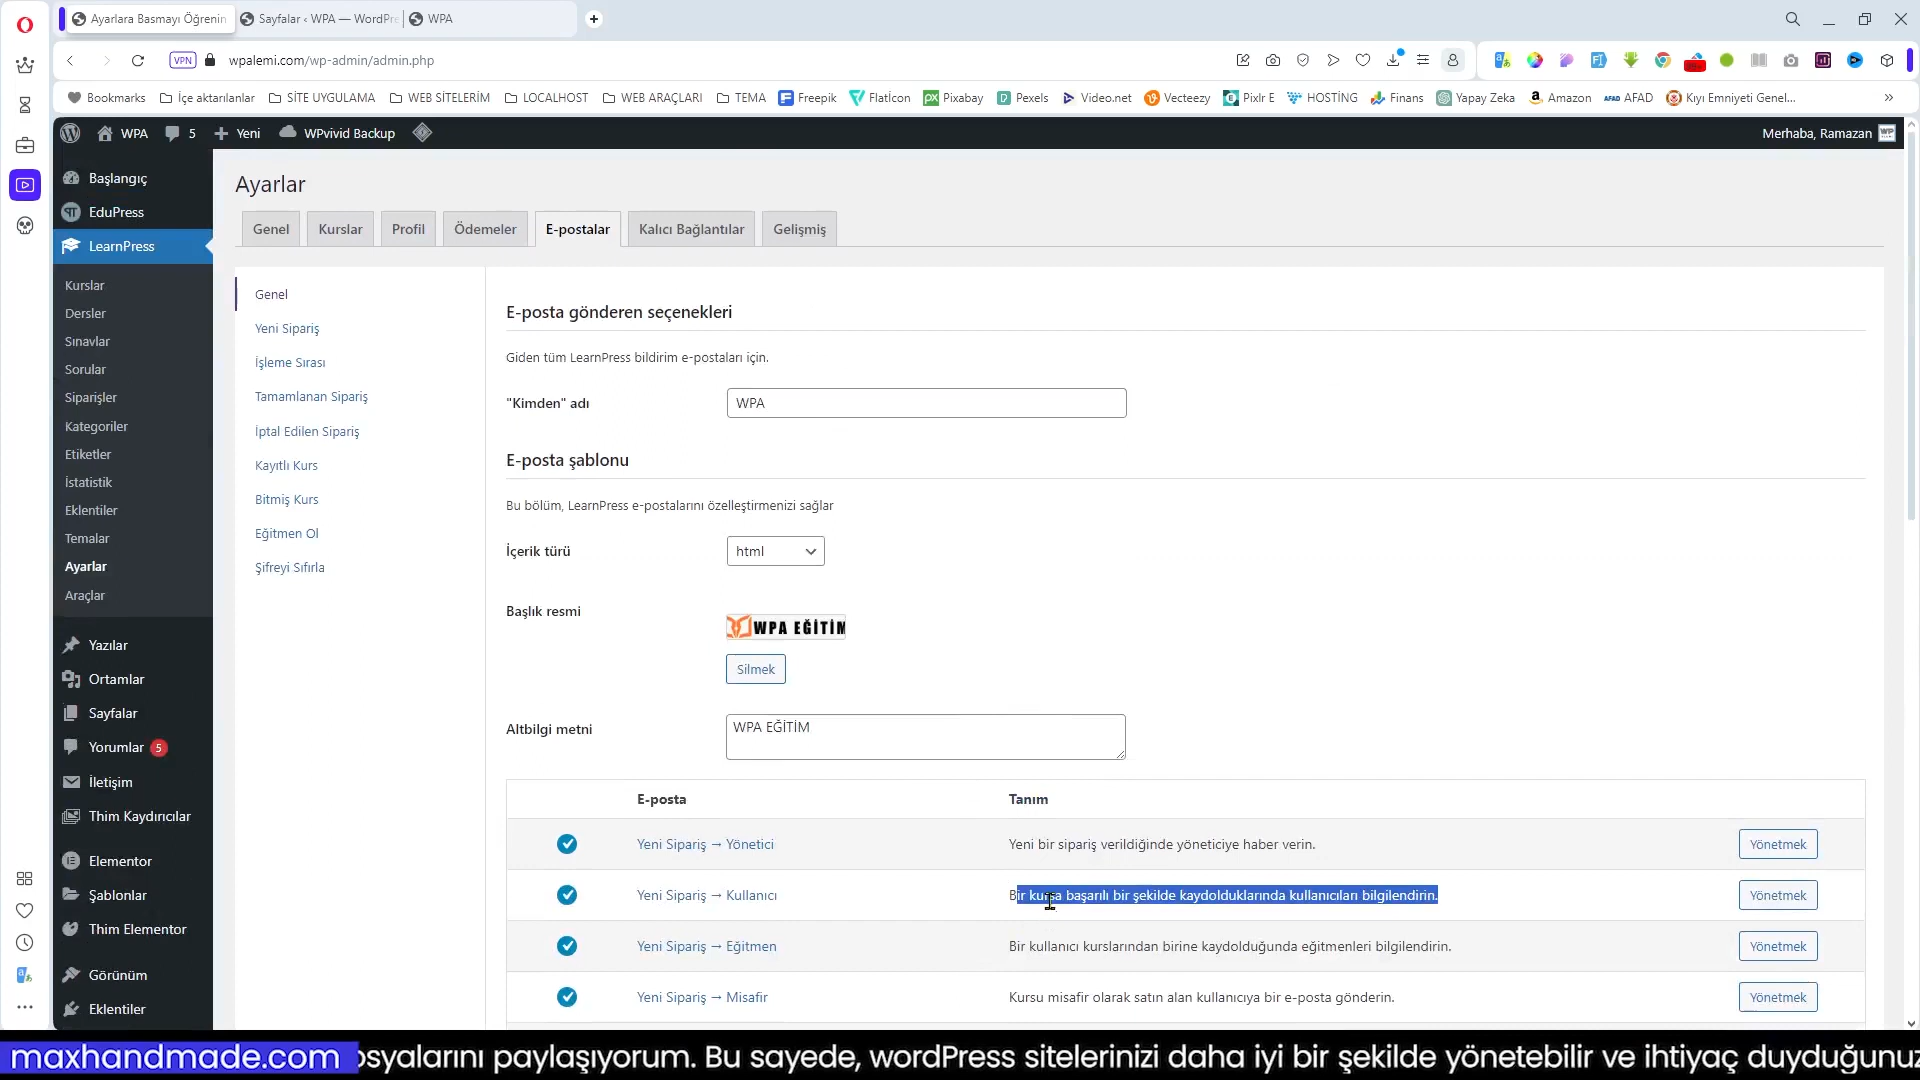 Ayarlara Basmayı Öğrenin
Sayfalar ‹ WPA — WordPre
WPA
VPN
wpalemi.com/wp-admin/admin.php
Bookmarks
İçe aktarılanlar
SİTE UYGULAMA
WEB SİTELERİM
LOCALHOST
WEB ARAÇLARI
TEMA
Freepik
Flatİcon
Pixabay
Pexels
Video.net
Vecteezy
Pixlr E
HOSTİNG
Finans
Yapay Zeka
Amazon
AFAD
Kıyı Emniyeti Genel...
WPA
5
Yeni
WPvivid Backup
Merhaba, Ramazan
Başlangıç
EduPress
LearnPress
Kurslar
Dersler
Sınavlar
Sorular
Siparişler
Kategoriler
Etiketler
İstatistik
Eklentiler
Temalar
Ayarlar
Araçlar
Yazılar
Ortamlar
Sayfalar
Yorumlar 5
İletişim
Thim Kaydırıcılar
Elementor
Şablonlar
Thim Elementor
Görünüm
Eklentiler
Ayarlar
Genel
Kurslar
Profil
Ödemeler
E-postalar
Kalıcı Bağlantılar
Gelişmiş
Genel
Yeni Sipariş
İşleme Sırası
Tamamlanan Sipariş
İptal Edilen Sipariş
Kayıtlı Kurs
Bitmiş Kurs
Eğitmen Ol
Şifreyi Sıfırla
E-posta gönderen seçenekleri
Giden tüm LearnPress bildirim e-postaları için.
"Kimden" adı
WPA
E-posta şablonu
Bu bölüm, LearnPress e-postalarını özelleştirmenizi sağlar
İçerik türü
html
Başlık resmi
WPA EĞİTİM
Silmek
Altbilgi metni
WPA EĞİTİM
E-posta
Tanım
Yeni Sipariş → Yönetici
Yeni bir sipariş verildiğinde yöneticiye haber verin.
Yönetmek
Yeni Sipariş → Kullanıcı
Bir kursa başarılı bir şekilde kaydolduklarında kullanıcıları bilgilendirin.
Yönetmek
Yeni Sipariş → Eğitmen
Bir kullanıcı kurslarından birine kaydolduğunda eğitmenleri bilgilendirin.
Yönetmek
Yeni Sipariş → Misafir
Kursu misafir olarak satın alan kullanıcıya bir e-posta gönderin.
Yönetmek
maxhandmade.com osyalarını paylaşıyorum. Bu sayede, wordPress sitelerinizi daha iyi bir şekilde yönetebilir ve ihtiyaç duyduğunuz